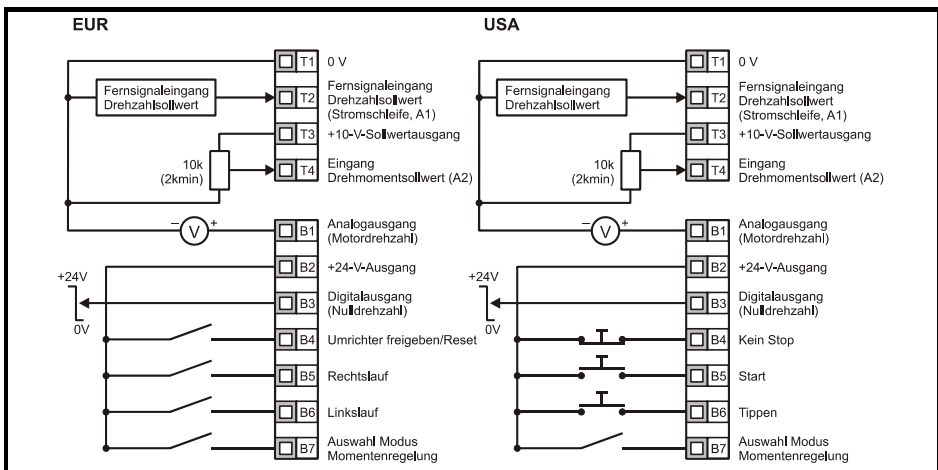 EUR
T1 0 V
Fernsignaleingang
Drehzahlsollwert
T2 Fernsignaleingang
Drehzahlsollwert
(Stromschleife, A1)
T3 +10-V-Sollwertausgang
10k
(2kmin)
T4 Eingang
Drehmomentsollwert (A2)
− V +
B1 Analogausgang
(Motordrehzahl)
B2 +24-V-Ausgang
+24V
0V
B3 Digitalausgang
(Nulldrehzahl)
B4 Umrichter freigeben/Reset
B5 Rechtslauf
B6 Linkslauf
B7 Auswahl Modus
Momentenregelung
USA
T1 0 V
Fernsignaleingang
Drehzahlsollwert
T2 Fernsignaleingang
Drehzahlsollwert
(Stromschleife, A1)
T3 +10-V-Sollwertausgang
10k
(2kmin)
T4 Eingang
Drehmomentsollwert (A2)
− V +
B1 Analogausgang
(Motordrehzahl)
B2 +24-V-Ausgang
+24V
0V
B3 Digitalausgang
(Nulldrehzahl)
B4 Kein Stop
B5 Start
B6 Tippen
B7 Auswahl Modus
Momentenregelung